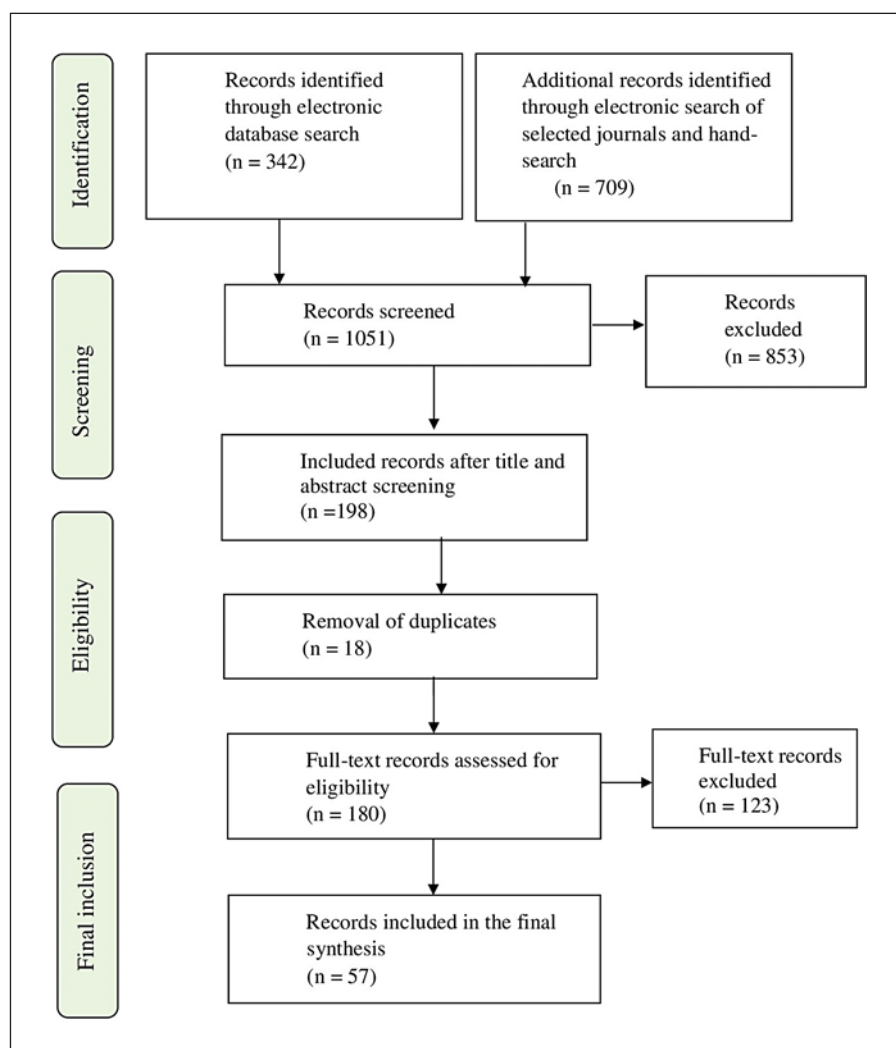 Identification
Records identified
through electronic
database search
(n = 342)
Additional records identified
through electronic search of
selected journals and hand-
search
(n = 709)
Screening
Records screened
(n = 1051)
Records
excluded
(n = 853)
Included records after title and
abstract screening
(n =198)
Eligibility
Removal of duplicates
(n = 18)
Full-text records assessed for
eligibility
(n = 180)
Full-text records
excluded
(n = 123)
Final inclusion
Records included in the final
synthesis
(n = 57)